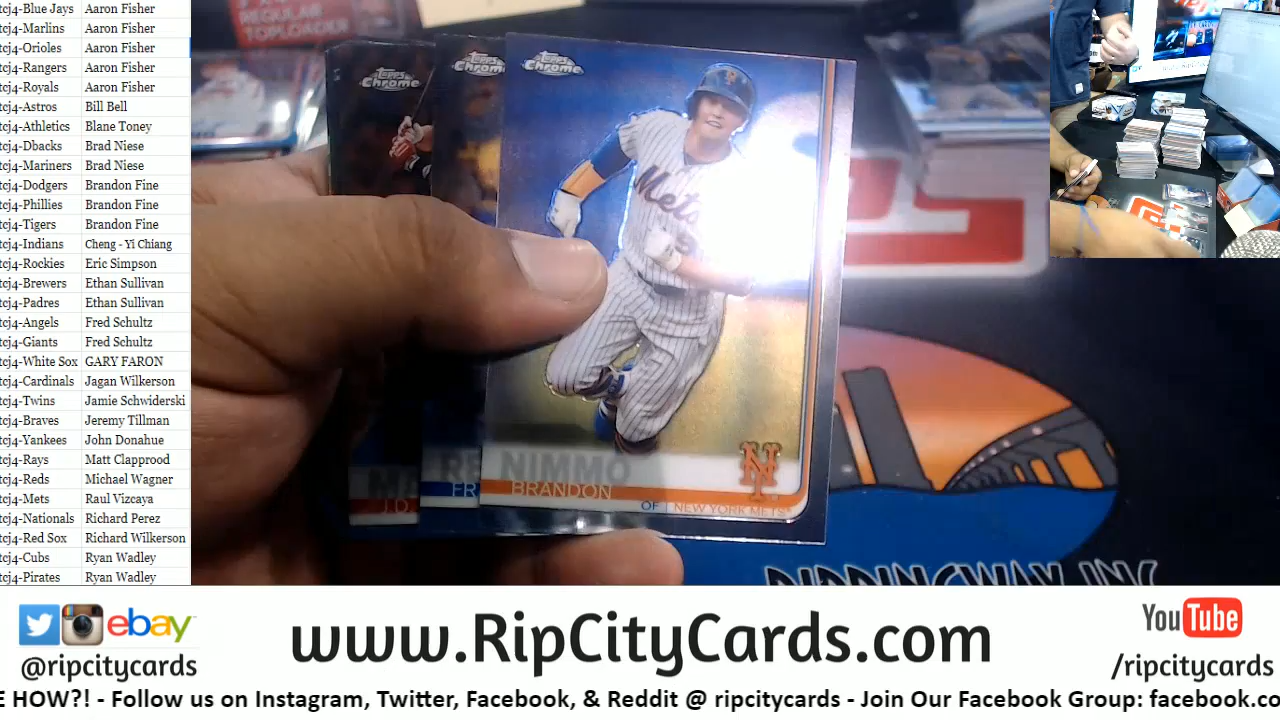 tcj4-Blue Jays Aaron Fisher
tcj4-Marlins Aaron Fisher
tcj4-Orioles Aaron Fisher
tcj4-Rangers Aaron Fisher
tcj4-Royals Aaron Fisher
tcj4-Astros Bill Bell
tcj4-Athletics Blane Toney
tcj4-Dbacks Brad Niese
tcj4-Mariners Brad Niese
tcj4-Dodgers Brandon Fine
tcj4-Phillies Brandon Fine
tcj4-Tigers Brandon Fine
tcj4-Indians Cheng - Yi Chiang
tcj4-Rockies Eric Simpson
tcj4-Brewers Ethan Sullivan
tcj4-Padres Ethan Sullivan
tcj4-Angels Fred Schultz
tcj4-Giants Fred Schultz
tcj4-White Sox GARY FARON
tcj4-Cardinals Jagan Wilkerson
tcj4-Twins Jamie Schwiderski
tcj4-Braves Jeremy Tillman
tcj4-Yankees John Donahue
tcj4-Rays Matt Clapprood
tcj4-Reds Michael Wagner
tcj4-Mets Raul Vizcaya
tcj4-Nationals Richard Perez
tcj4-Red Sox Richard Wilkerson
tcj4-Cubs Ryan Wadley
tcj4-Pirates Ryan Wadley
REGULAR
TOPLOADER
Topps Chrome
Topps Chrome
Topps Chrome
Mets
J.D.
RE
FR
NIMMO
BRANDON
OF | NEW YORK METS
NY
ebay
@ripcitycards
www.RipCityCards.com
YouTube
/ripcitycards
E HOW?! - Follow us on Instagram, Twitter, Facebook, & Reddit @ ripcitycards - Join Our Facebook Group: facebook.co